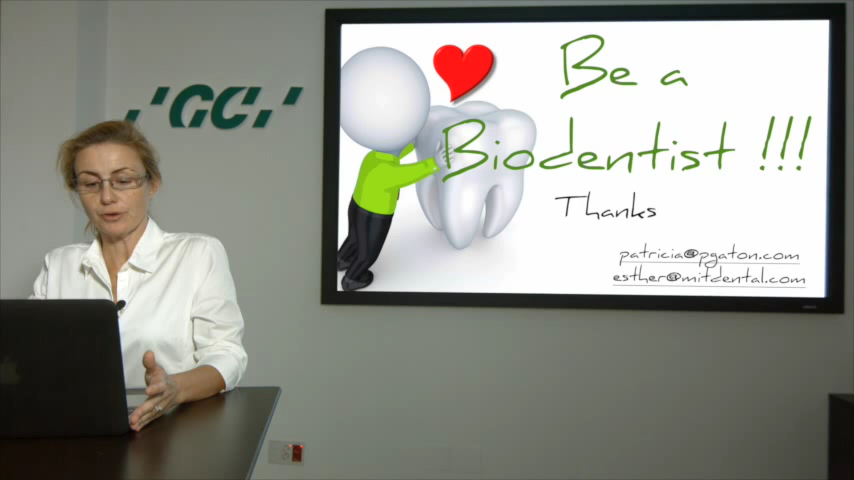 GC
Be a
Biodentist !!!
Thanks
patricia@pgaton.com
esther@mitdental.com